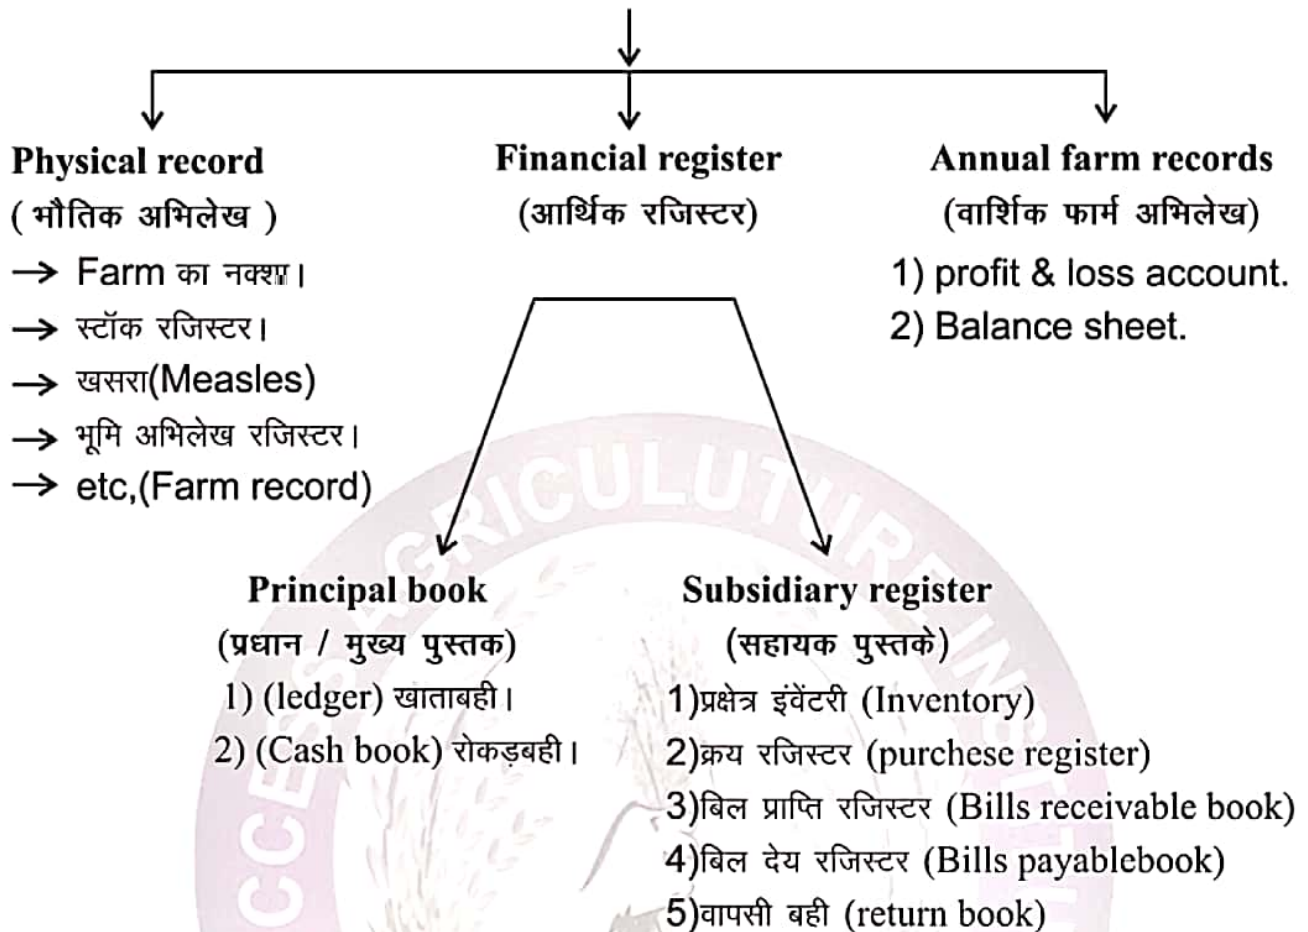 Physical record
( भौतिक अभिलेख )
→ Farm का नक्शा।
→ स्टॉक रजिस्टर।
→ खसरा(Measles)
→ भूमि अभिलेख रजिस्टर।
→ etc,(Farm record)
Financial register
(आर्थिक रजिस्टर)
Annual farm records
(वार्शिक फार्म अभिलेख)
1) profit & loss account.
2) Balance sheet.
Principal book
(प्रधान / मुख्य पुस्तक)
1) (ledger) खाताबही।
2) (Cash book) रोकड़बही।
Subsidiary register
(सहायक पुस्तके)
1)प्रक्षेत्र इंवेंटरी (Inventory)
2)क्रय रजिस्टर (purchese register)
3)बिल प्राप्ति रजिस्टर (Bills receivable book)
4)बिल देय रजिस्टर (Bills payablebook)
5)वापसी बही (return book)
CCESS AGRICULUTURE INSTITU